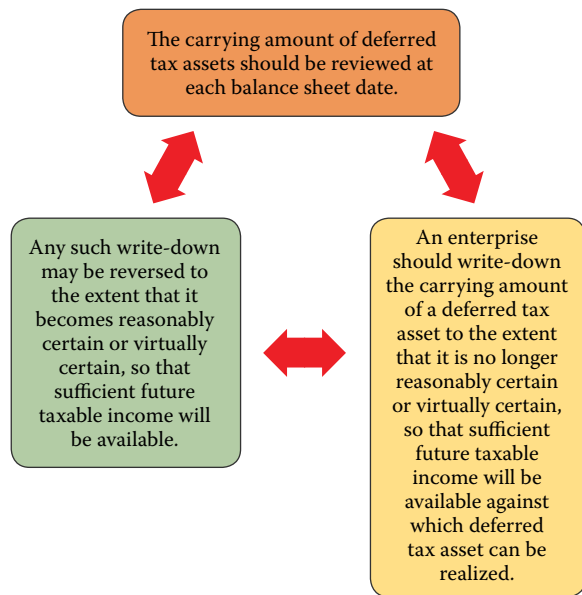 The carrying amount of deferred
tax assets should be reviewed at
each balance sheet date.
Any such write-down
may be reversed to
the extent that it
becomes reasonably
certain or virtually
certain, so that
sufficient future
taxable income will
be available.
An enterprise
should write-down
the carrying amount
of a deferred tax
asset to the extent
that it is no longer
reasonably certain
or virtually certain,
so that sufficient
future taxable
income will be
available against
which deferred
tax asset can be
realized.